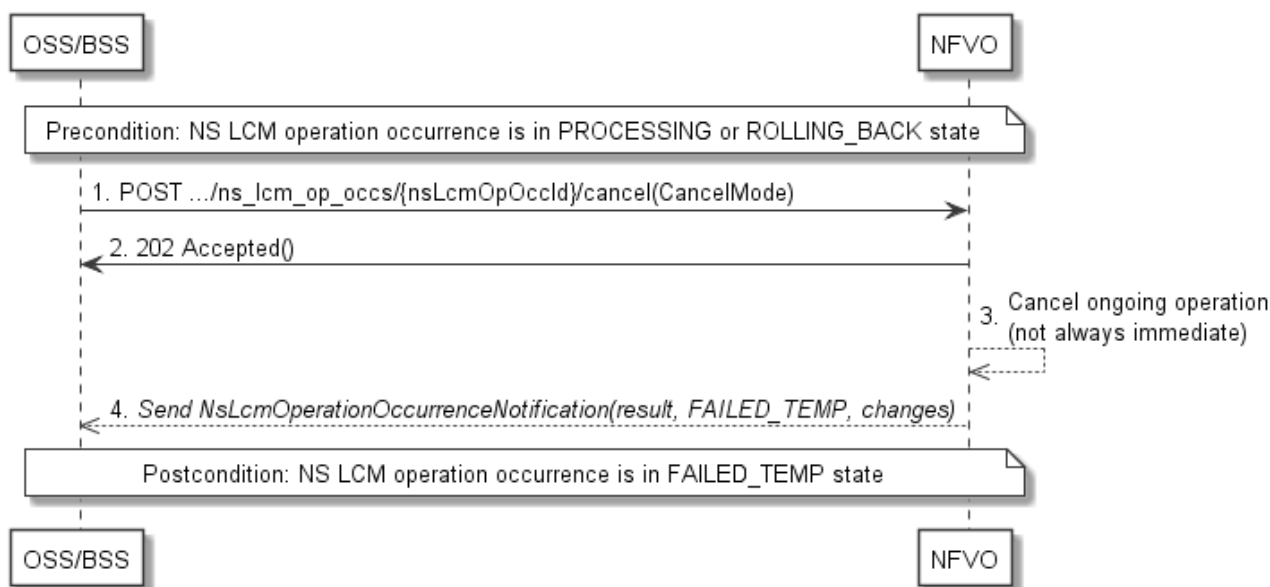 OSS/BSS
NFVO
Precondition: NS LCM operation occurrence is in PROCESSING or ROLLING_BACK state
1. POST .../ns_lcm_op_occs/{nsLcmOpOccId}/cancel(CancelMode)
2. 202 Accepted()
3. Cancel ongoing operation
(not always immediate)
4. Send NsLcmOperationOccurrenceNotification(result, FAILED_TEMP, changes)
Postcondition: NS LCM operation occurrence is in FAILED_TEMP state
OSS/BSS
NFVO